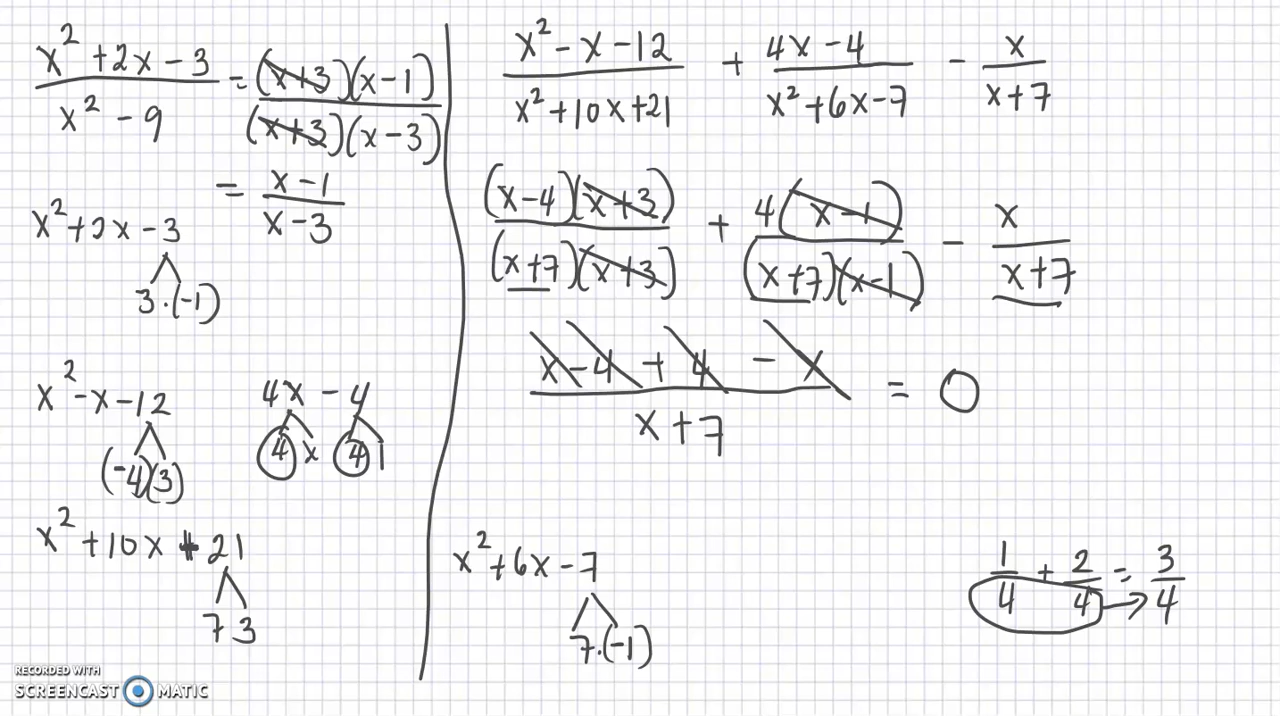 x² + 2x - 3 / x² - 9 = (x+3)(x-1) / (x+3)(x-3)
= x-1 / x-3
x² + 2x - 3
3 · (-1)
x² - x - 12
(-4)(3)
4x - 4
4 x 4 1
x² + 10x + 21
7 3
x² - x - 12 / x² + 10x + 21 + 4x - 4 / x² + 6x - 7 - x / x + 7
(x-4)(x+3) / (x+7)(x+3) + 4(x-1) / (x+7)(x-1) - x / x+7
x - 4 + 4 - x / x + 7 = 0
x² + 6x - 7
7 · (-1)
1/4 + 2/4 = 3/4
RECORDED WITH
SCREENCAST MATIC